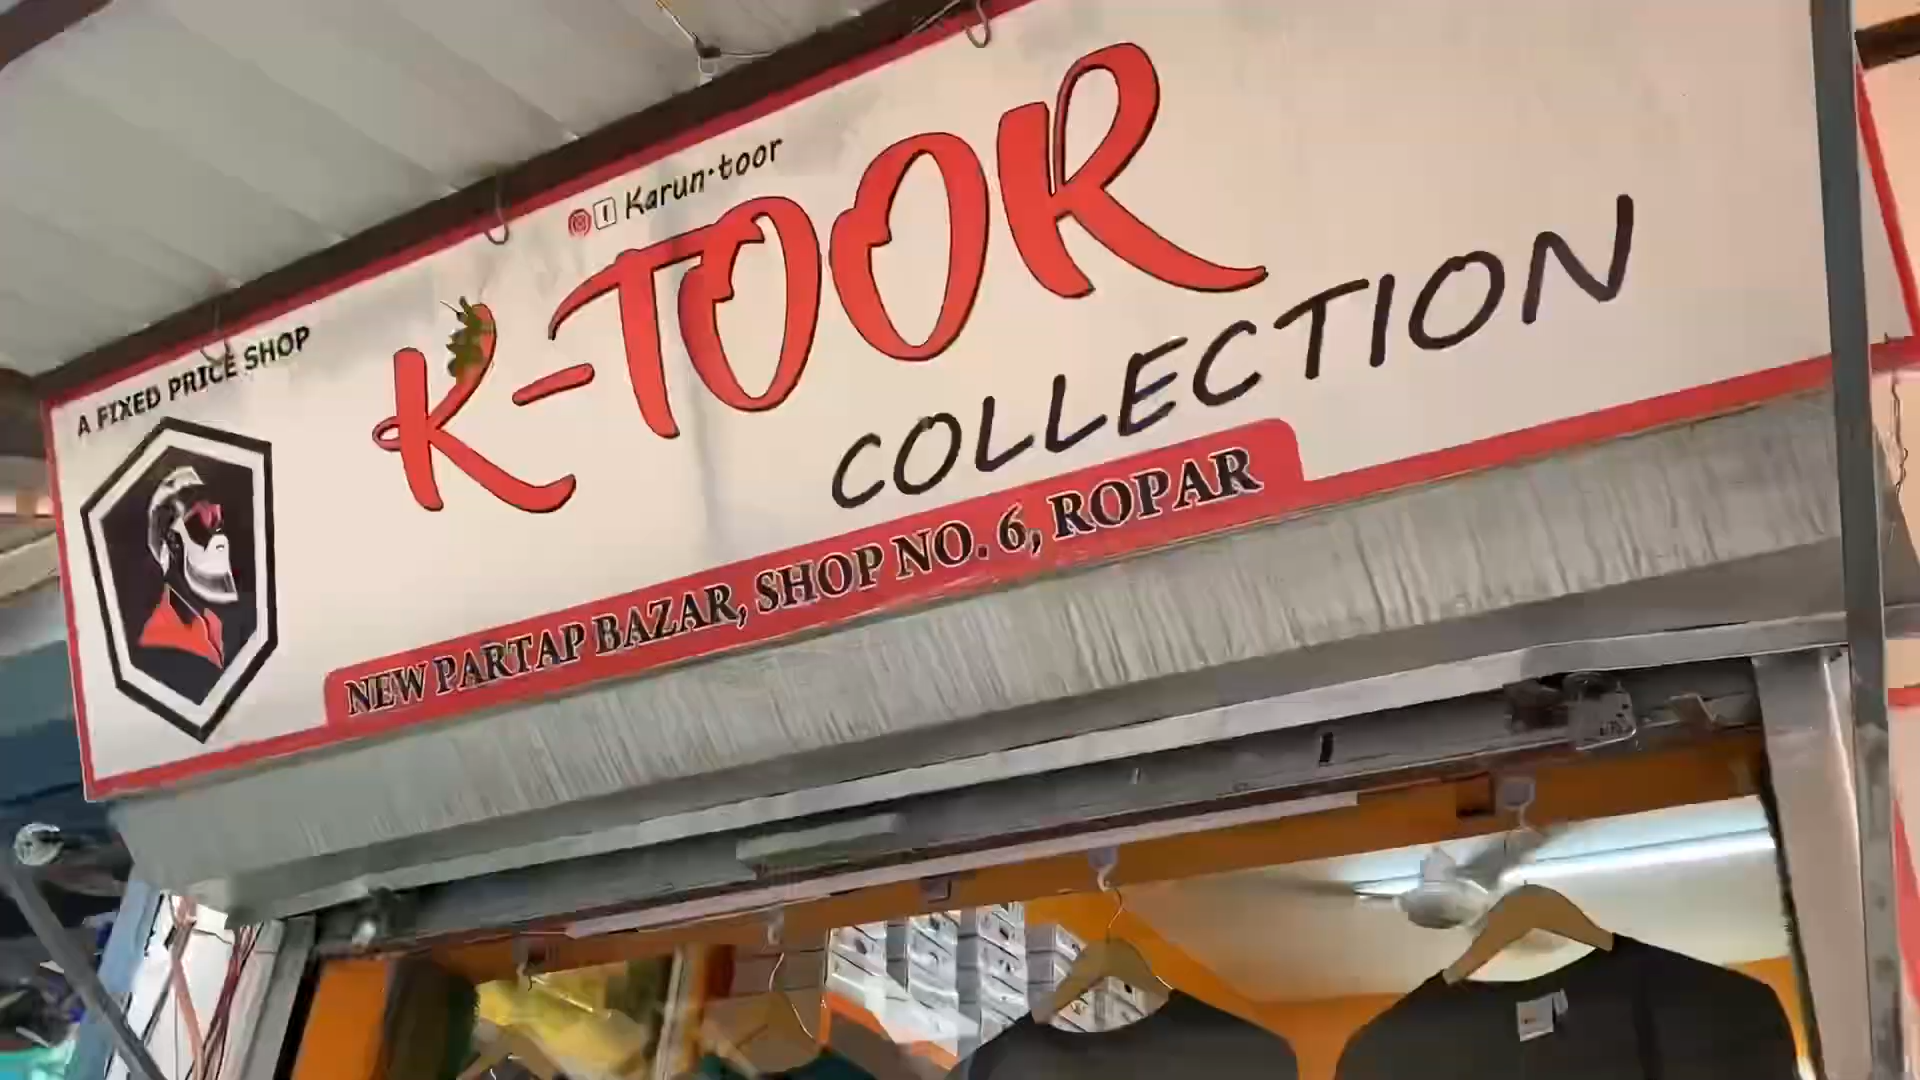 A FIXED PRICE SHOP
Karun·toor
K-TOOR
COLLECTION
NEW PARTAP BAZAR, SHOP NO. 6, ROPAR